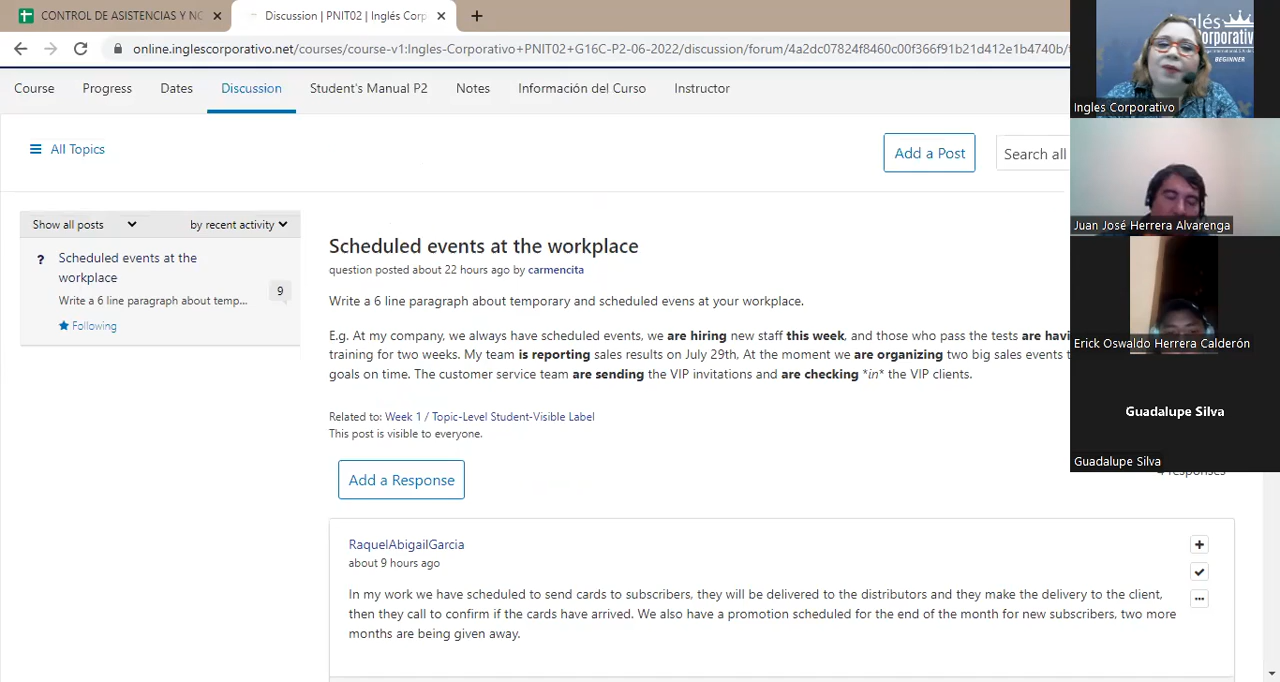 CONTROL DE ASISTENCIAS Y NO
Discussion | PNIT02 | Inglés Corp
online.inglescorporativo.net/courses/course-v1:Ingles-Corporativo+PNIT02+G16C-P2-06-2022/discussion/forum/4a2dc07824f8460c00f366f91b21d412e1b4740b/
Course
Progress
Dates
Discussion
Student's Manual P2
Notes
Información del Curso
Instructor
All Topics
Add a Post
Search all
Show all posts
by recent activity
? Scheduled events at the
workplace
Write a 6 line paragraph about temp...
Following
9
Scheduled events at the workplace
question posted about 22 hours ago by carmencita
Write a 6 line paragraph about temporary and scheduled evens at your workplace.
E.g. At my company, we always have scheduled events, we are hiring new staff this week, and those who pass the tests are havi
training for two weeks. My team is reporting sales results on July 29th, At the moment we are organizing two big sales events t
goals on time. The customer service team are sending the VIP invitations and are checking *in* the VIP clients.
Related to: Week 1 / Topic-Level Student-Visible Label
This post is visible to everyone.
Add a Response
responses
RaquelAbigailGarcia
about 9 hours ago
In my work we have scheduled to send cards to subscribers, they will be delivered to the distributors and they make the delivery to the client,
then they call to confirm if the cards have arrived. We also have a promotion scheduled for the end of the month for new subscribers, two more
months are being given away.
inglés
Corporativo
BEGINNER
Ingles Corporativo
Juan José Herrera Alvarenga
Erick Oswaldo Herrera Calderón
Guadalupe Silva
Guadalupe Silva